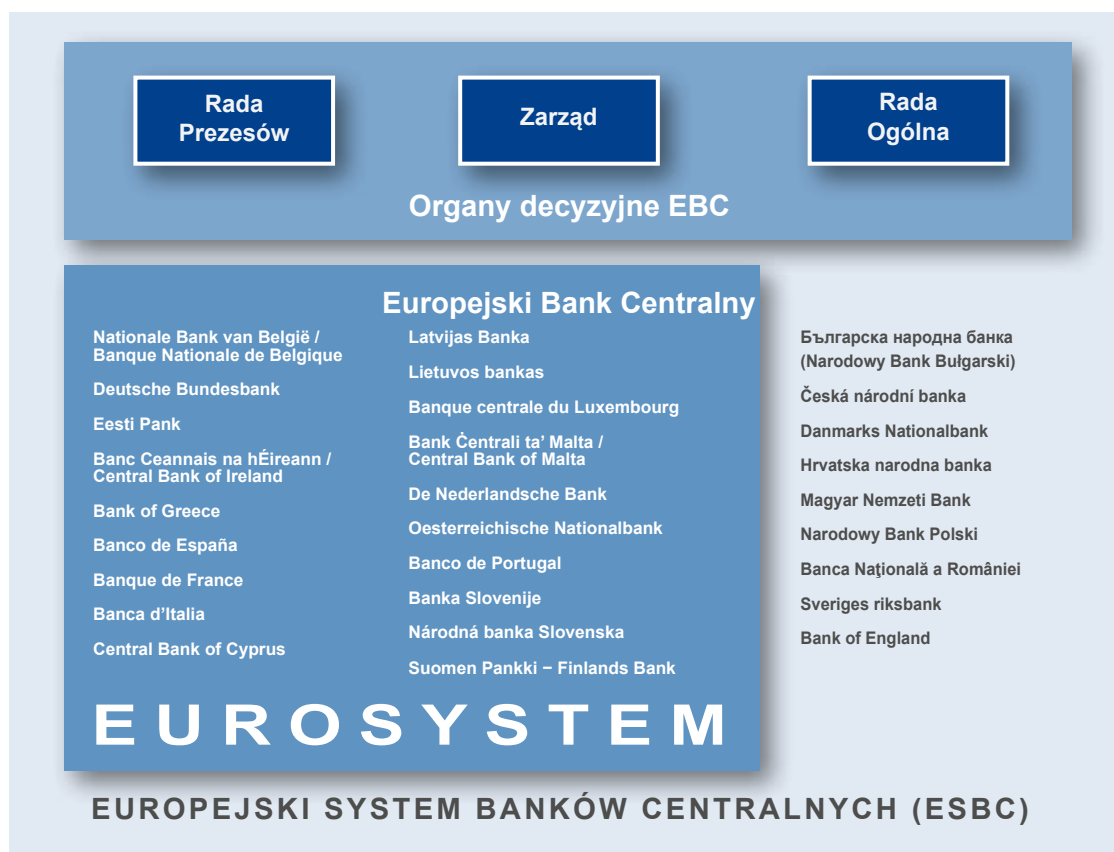 Rada
Prezesów
Zarząd
Rada
Ogólna
Organy decyzyjne EBC
Europejski Bank Centralny
Nationale Bank van België /
Banque Nationale de Belgique
Deutsche Bundesbank
Eesti Pank
Banc Ceannais na hÉireann /
Central Bank of Ireland
Bank of Greece
Banco de España
Banque de France
Banca d’Italia
Central Bank of Cyprus
Latvijas Banka
Lietuvos bankas
Banque centrale du Luxembourg
Bank Ċentrali ta’ Malta /
Central Bank of Malta
De Nederlandsche Bank
Oesterreichische Nationalbank
Banco de Portugal
Banka Slovenije
Národná banka Slovenska
Suomen Pankki − Finlands Bank
EUROSYSTEM
Българска народна банка
(Narodowy Bank Bułgarski)
Česká národní banka
Danmarks Nationalbank
Hrvatska narodna banka
Magyar Nemzeti Bank
Narodowy Bank Polski
Banca Naţională a României
Sveriges riksbank
Bank of England
EUROPEJSKI SYSTEM BANKÓW CENTRALNYCH (ESBC)